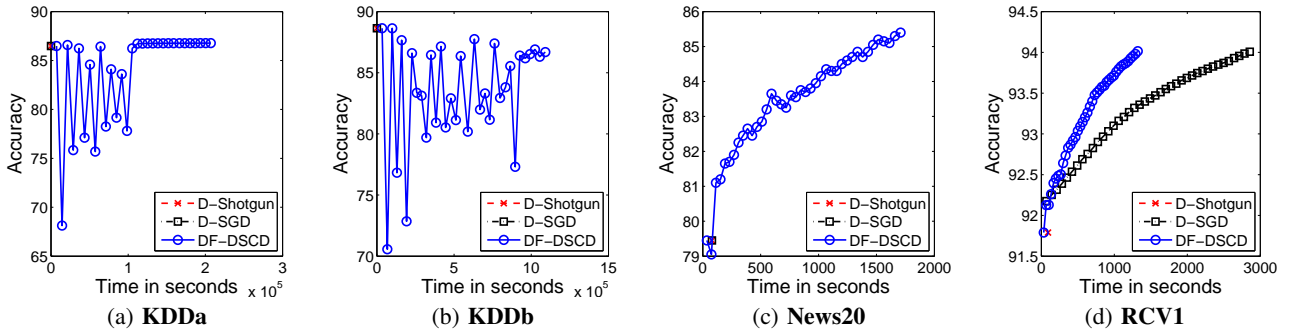 90
85
80
75
70
65
Accuracy
0 1 2 3
Time in seconds x 10^5
D-Shotgun
D-SGD
DF-DSCD
(a) KDDa
90
85
80
75
70
Accuracy
0 5 10 15
Time in seconds x 10^5
D-Shotgun
D-SGD
DF-DSCD
(b) KDDb
86
85
84
83
82
81
80
79
Accuracy
0 500 1000 1500 2000
Time in seconds
D-Shotgun
D-SGD
DF-DSCD
(c) News20
94.5
94
93.5
93
92.5
92
91.5
Accuracy
0 1000 2000 3000
Time in seconds
D-Shotgun
D-SGD
DF-DSCD
(d) RCV1